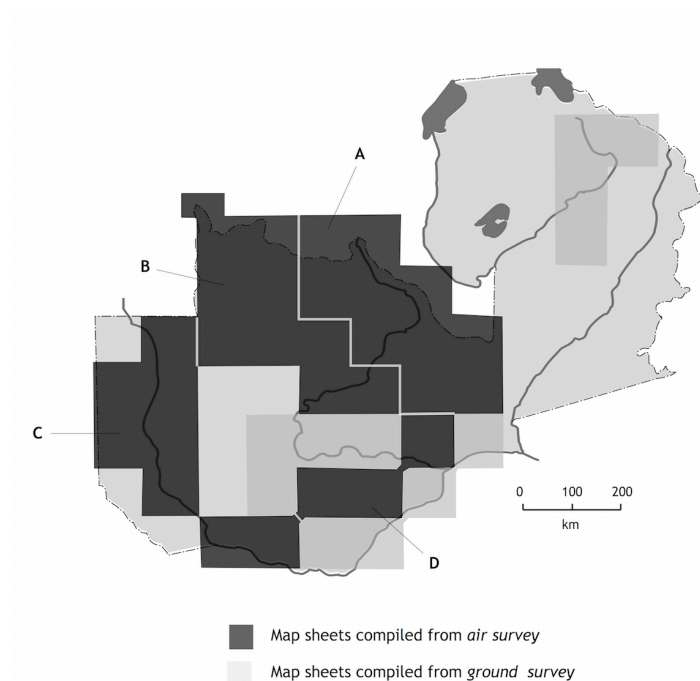 A
B
C
D
0 100 200
km
Map sheets compiled from air survey
Map sheets compiled from ground survey